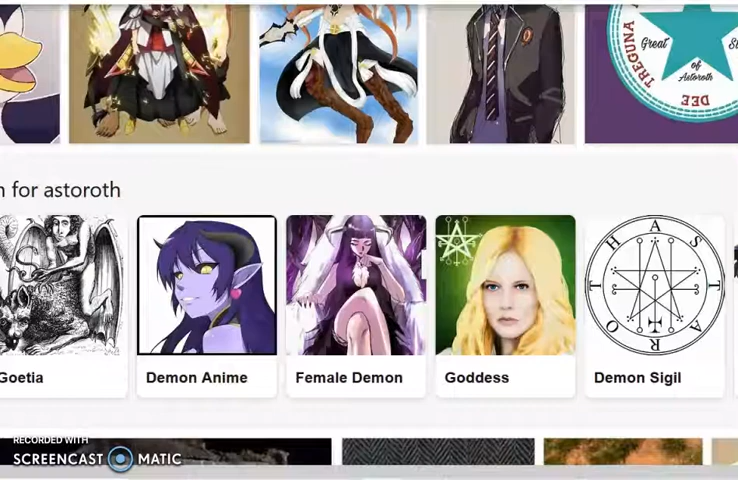 Great
of
Astoroth
TREGUNA
DEE
n for astoroth
Goetia
Demon Anime
Female Demon
Goddess
Demon Sigil
A
S
T
A
R
O
T
H
RECORDED WITH
SCREENCAST MATIC